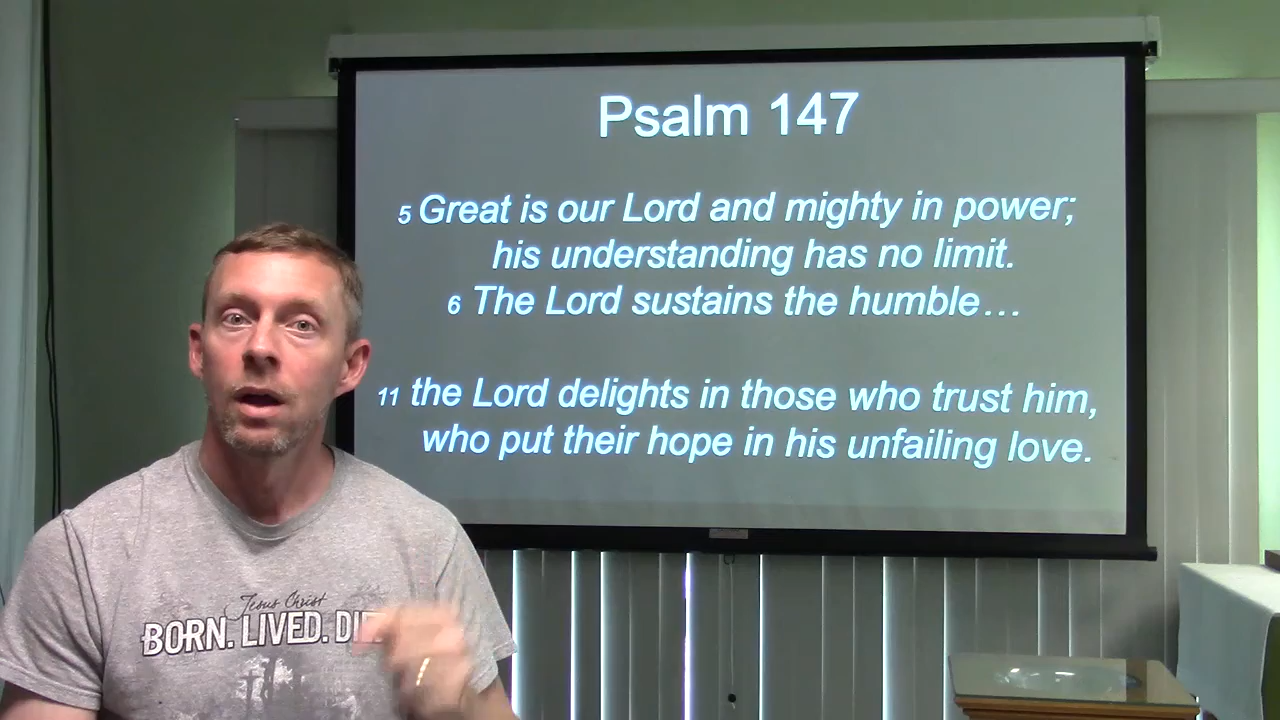 Psalm 147
5 Great is our Lord and mighty in power;
his understanding has no limit.
6 The Lord sustains the humble…
11 the Lord delights in those who trust him,
who put their hope in his unfailing love.
Jesus Christ
BORN. LIVED.